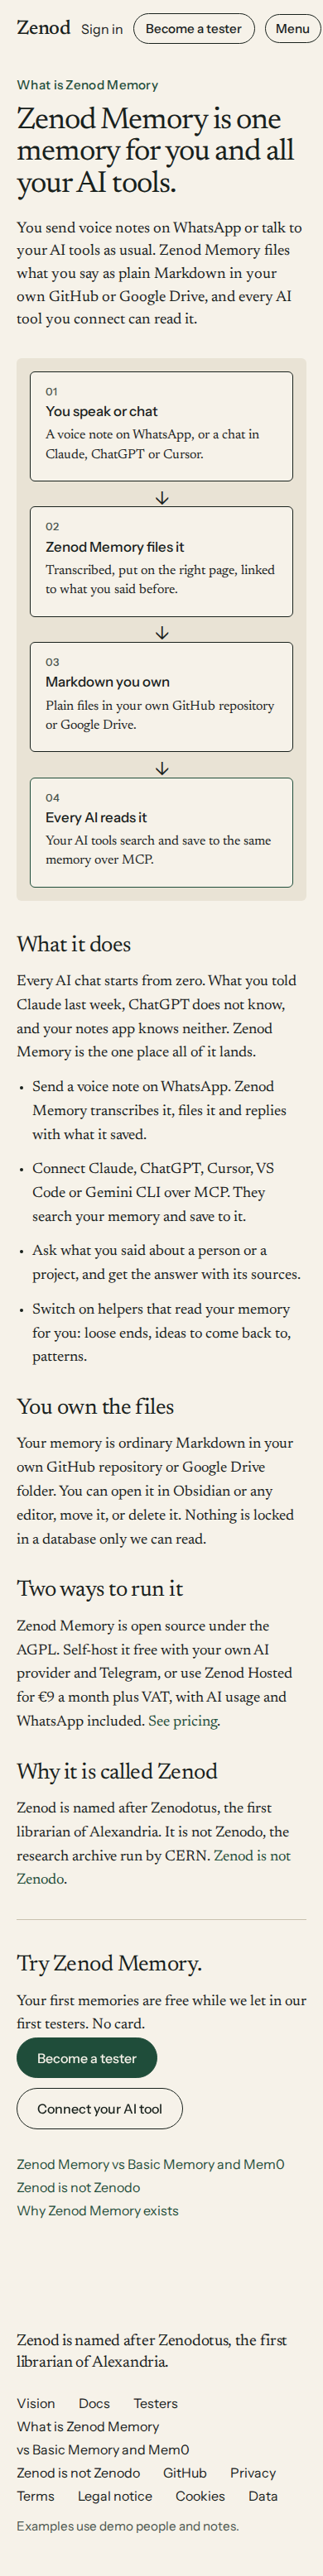 Zenod Sign in Become a tester Menu
What is Zenod Memory
Zenod Memory is one
memory for you and all
your AI tools.
You send voice notes on WhatsApp or talk to
your AI tools as usual. Zenod Memory files
what you say as plain Markdown in your
own GitHub or Google Drive, and every AI
tool you connect can read it.
01
You speak or chat
A voice note on WhatsApp, or a chat in
Claude, ChatGPT or Cursor.
02
Zenod Memory files it
Transcribed, put on the right page, linked
to what you said before.
03
Markdown you own
Plain files in your own GitHub repository
or Google Drive.
04
Every AI reads it
Your AI tools search and save to the same
memory over MCP.
What it does
Every AI chat starts from zero. What you told
Claude last week, ChatGPT does not know,
and your notes app knows neither. Zenod
Memory is the one place all of it lands.
• Send a voice note on WhatsApp. Zenod
Memory transcribes it, files it and replies
with what it saved.
• Connect Claude, ChatGPT, Cursor, VS
Code or Gemini CLI over MCP. They
search your memory and save to it.
• Ask what you said about a person or a
project, and get the answer with its sources.
• Switch on helpers that read your memory
for you: loose ends, ideas to come back to,
patterns.
You own the files
Your memory is ordinary Markdown in your
own GitHub repository or Google Drive
folder. You can open it in Obsidian or any
editor, move it, or delete it. Nothing is locked
in a database only we can read.
Two ways to run it
Zenod Memory is open source under the
AGPL. Self-host it free with your own AI
provider and Telegram, or use Zenod Hosted
for €9 a month plus VAT, with AI usage and
WhatsApp included. See pricing.
Why it is called Zenod
Zenod is named after Zenodotus, the first
librarian of Alexandria. It is not Zenodo, the
research archive run by CERN. Zenod is not
Zenodo.
Try Zenod Memory.
Your first memories are free while we let in our
first testers. No card.
Become a tester
Connect your AI tool
Zenod Memory vs Basic Memory and Mem0
Zenod is not Zenodo
Why Zenod Memory exists
Zenod is named after Zenodotus, the first
librarian of Alexandria.
Vision Docs Testers
What is Zenod Memory
vs Basic Memory and Mem0
Zenod is not Zenodo GitHub Privacy
Terms Legal notice Cookies Data
Examples use demo people and notes.